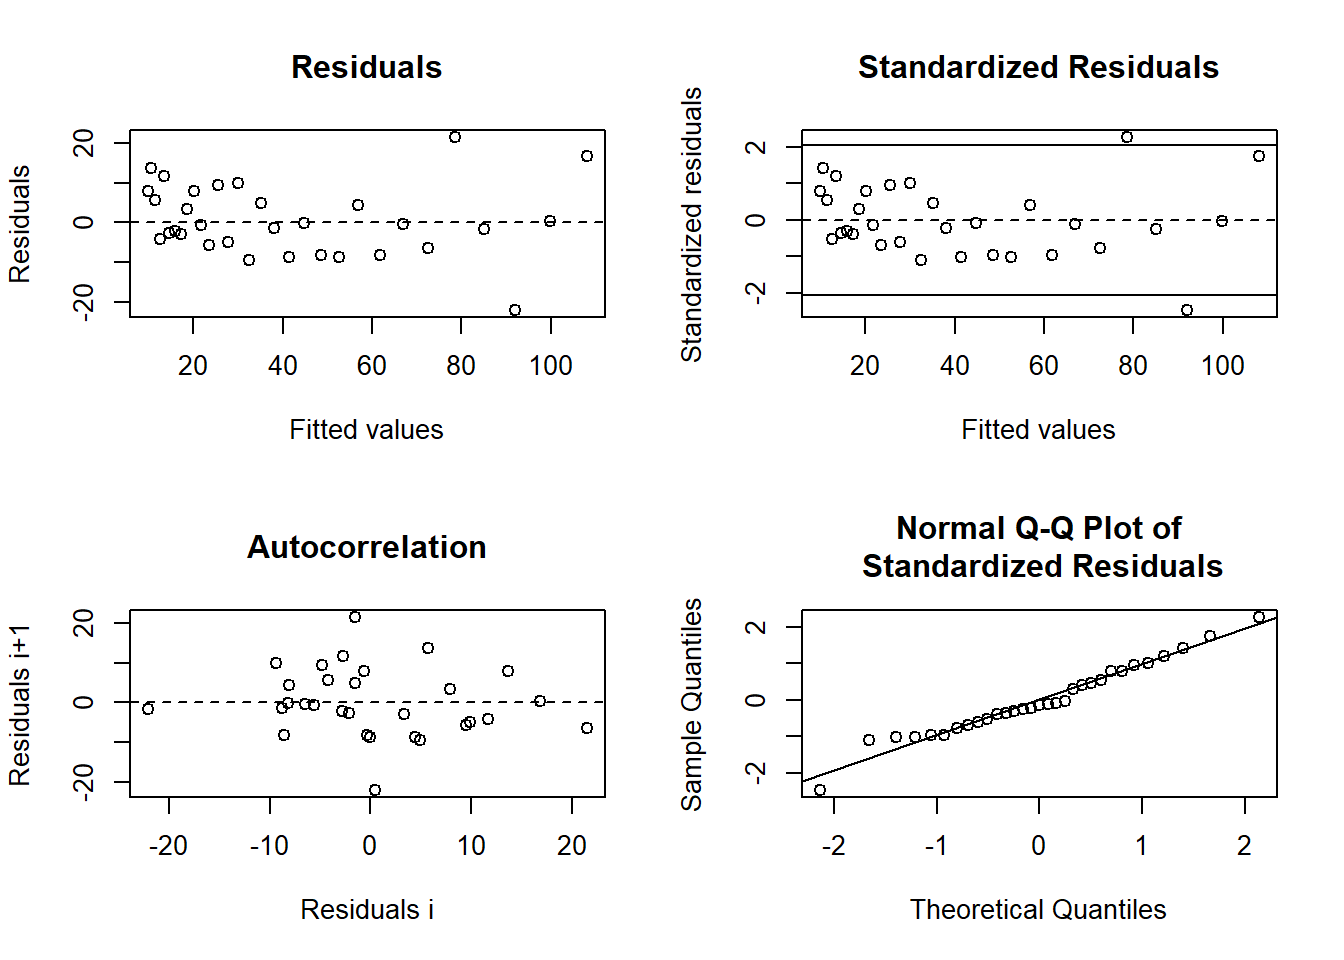 Residuals
Residuals
20
0
-20
20 40 60 80 100
Fitted values
Standardized Residuals
Standardized residuals
2
0
-2
20 40 60 80 100
Fitted values
Autocorrelation
Residuals i+1
20
0
-20
-20 -10 0 10 20
Residuals i
Normal Q-Q Plot of
Standardized Residuals
Sample Quantiles
2
0
-2
-2 -1 0 1 2
Theoretical Quantiles